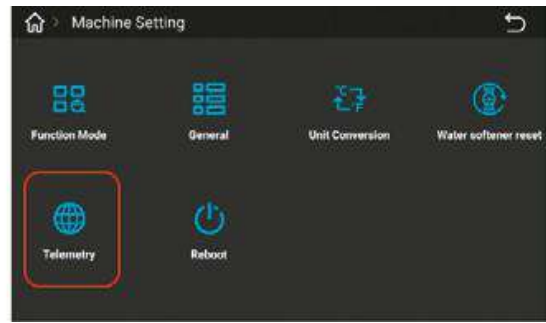 > Machine Setting
Function Mode
General
°C °F
Unit Conversion
Water softener reset
Telemetry
Reboot